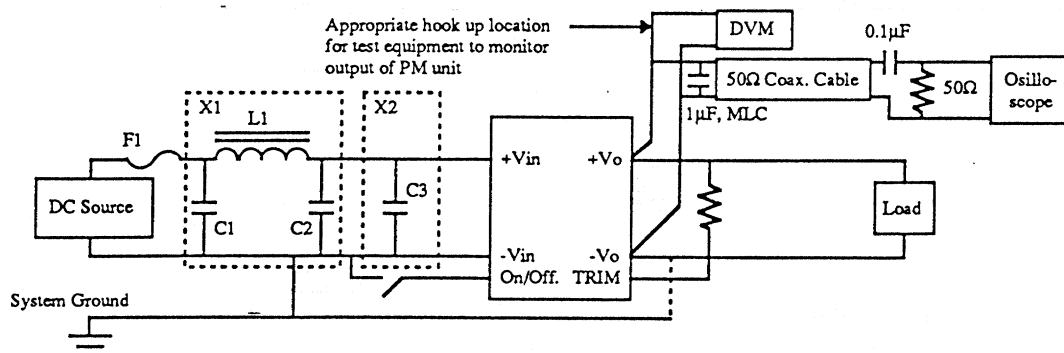 Appropriate hook up location
for test equipment to monitor
output of PM unit
DVM
0.1µF
50Ω Coax. Cable
50Ω
Osillo-
scope
1µF, MLC
X1
X2
L1
F1
+Vin
+Vo
C3
DC Source
C1
C2
Load
-Vin
-Vo
On/Off.
TRIM
System Ground